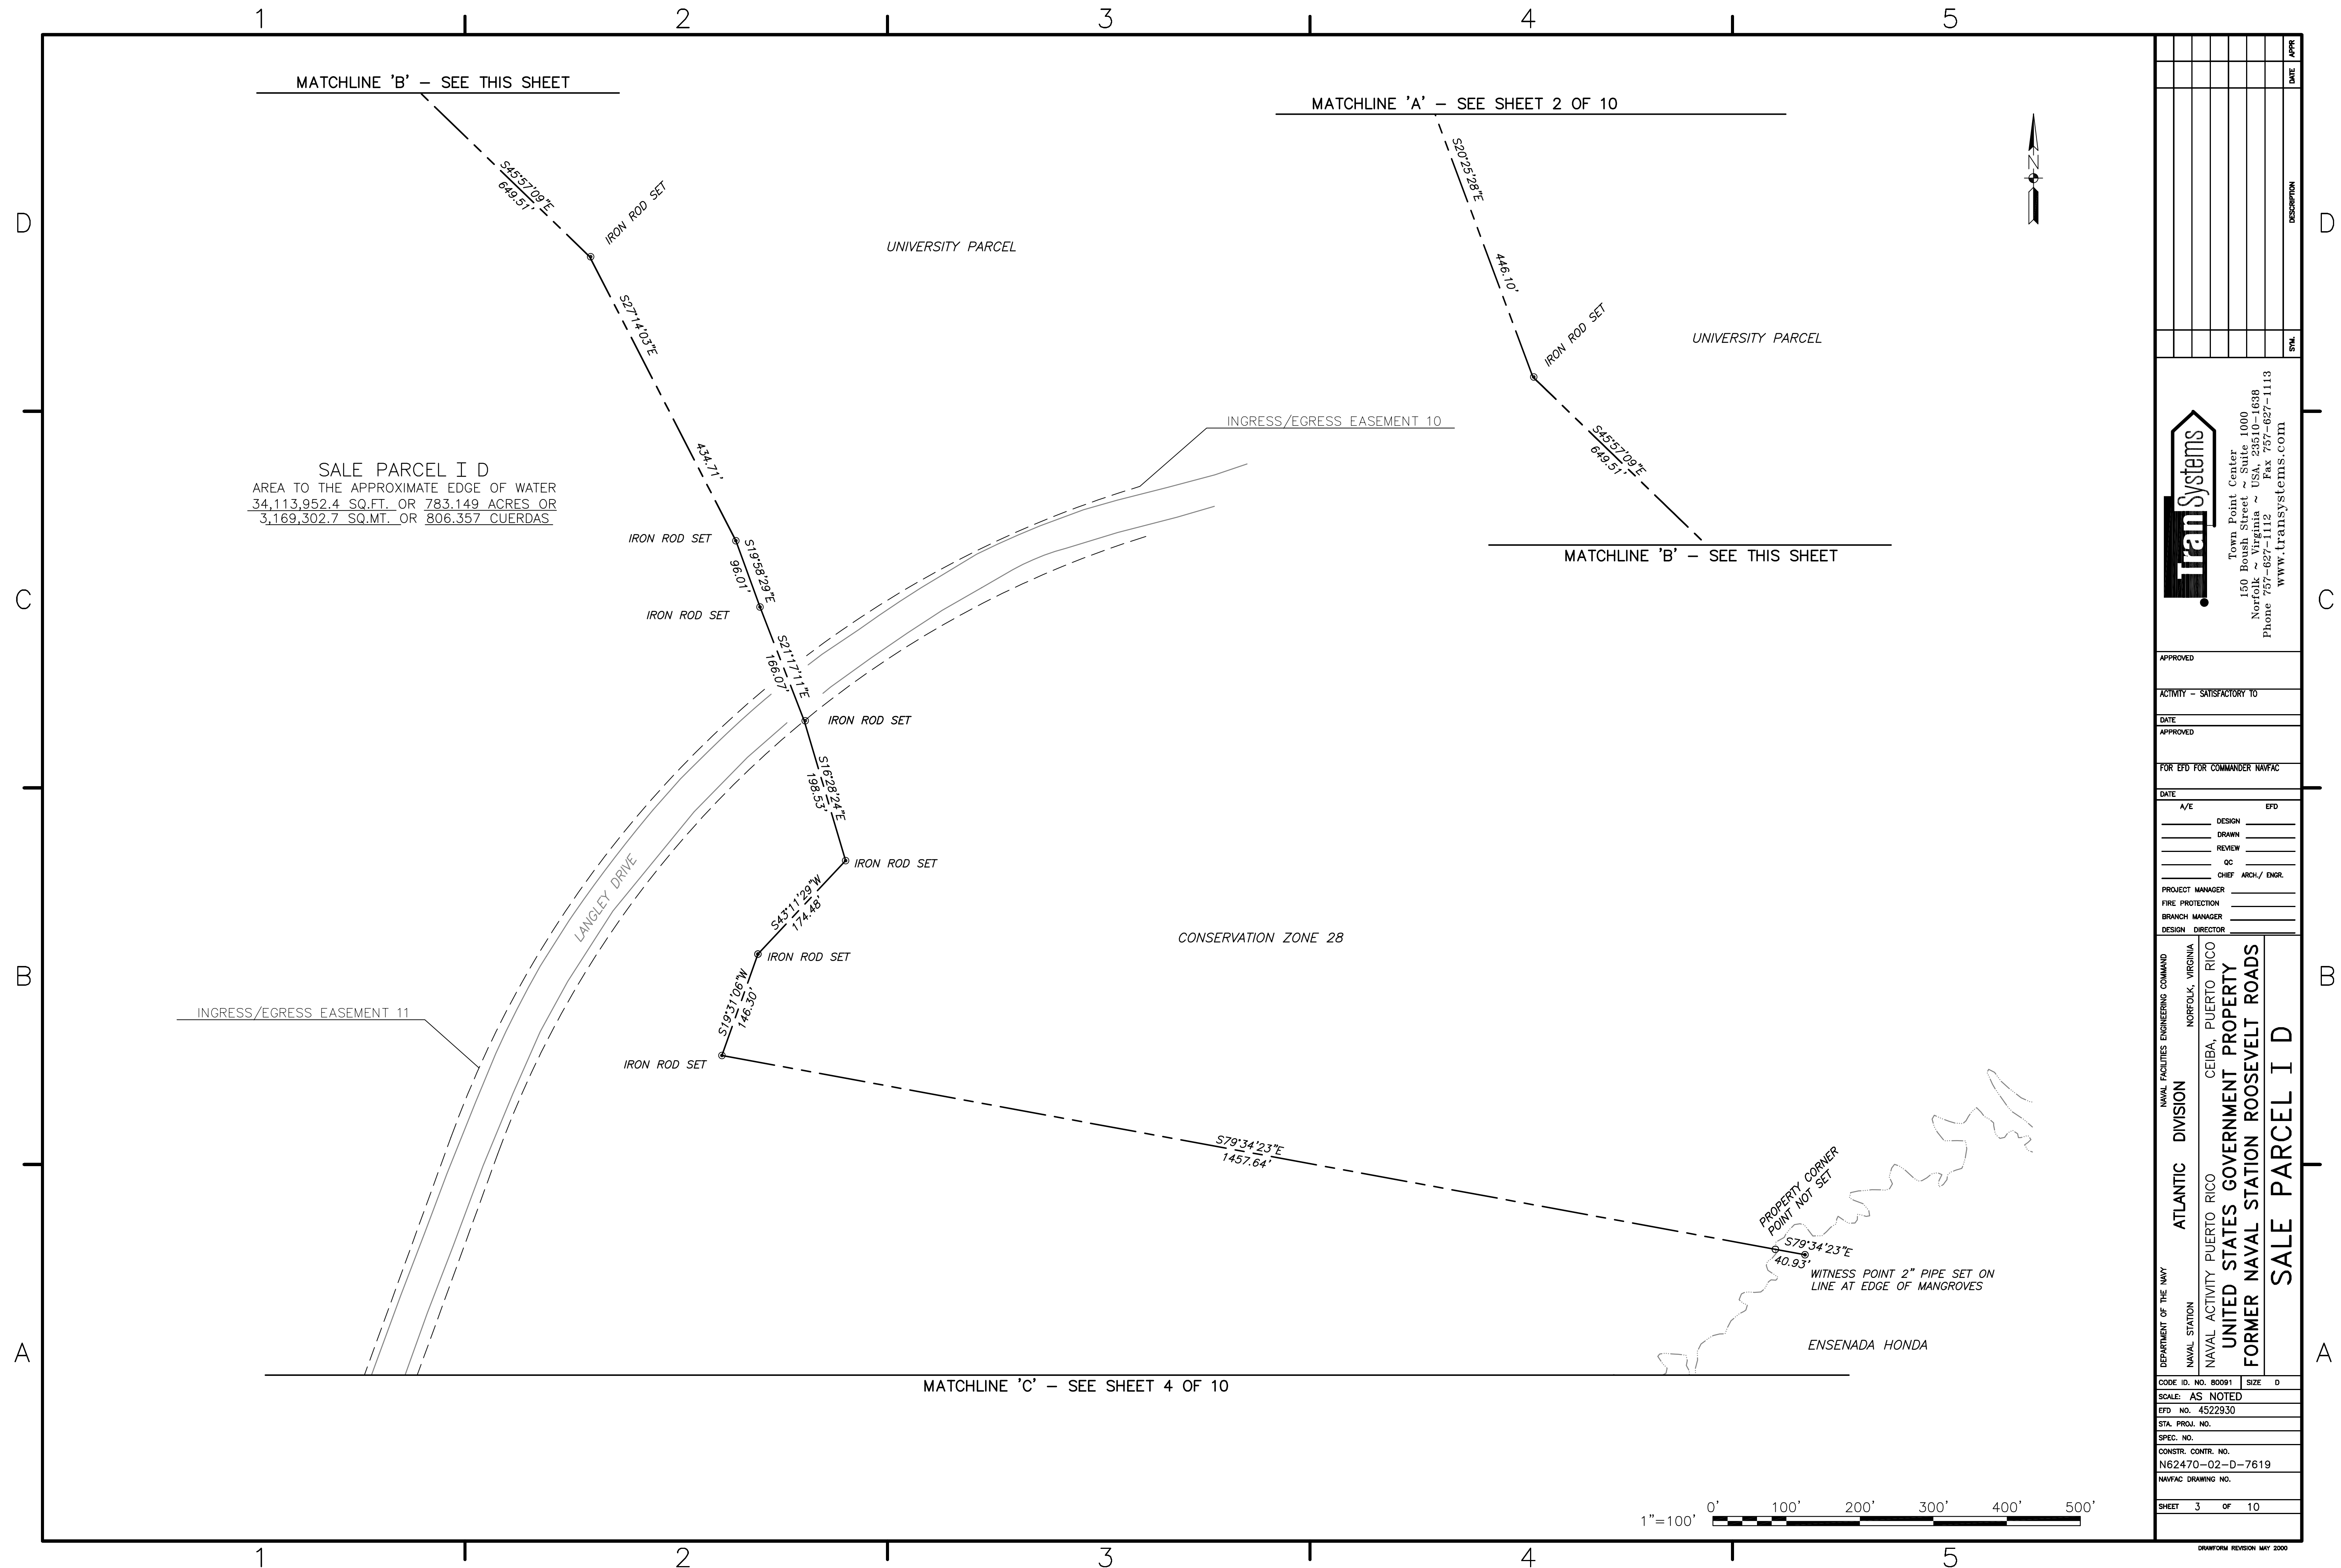 1 2 3 4 5
MATCHLINE 'B' – SEE THIS SHEET
S45°57'09"E
649.51'
IRON ROD SET
UNIVERSITY PARCEL
S27°14'03"E
434.71'
MATCHLINE 'A' – SEE SHEET 2 OF 10
S20°25'28"E
446.10'
IRON ROD SET
UNIVERSITY PARCEL
S45°57'09"E
649.51'
MATCHLINE 'B' – SEE THIS SHEET
N
D
D
C
C
B
B
A
A
INGRESS/EGRESS EASEMENT 10
SALE PARCEL I D
AREA TO THE APPROXIMATE EDGE OF WATER
34,113,952.4 SQ.FT. OR 783.149 ACRES OR
3,169,302.7 SQ.MT. OR 806.357 CUERDAS
IRON ROD SET
S19°58'29"E
96.01'
IRON ROD SET
S21°17'11"E
166.07'
IRON ROD SET
S16°28'24"E
198.53'
IRON ROD SET
S43°11'29"W
174.48'
IRON ROD SET
S19°31'06"W
146.30'
IRON ROD SET
LANGLEY DRIVE
CONSERVATION ZONE 28
INGRESS/EGRESS EASEMENT 11
S79°34'23"E
1457.64'
PROPERTY CORNER
POINT NOT SET
S79°34'23"E
40.93'
WITNESS POINT 2" PIPE SET ON
LINE AT EDGE OF MANGROVES
ENSENADA HONDA
MATCHLINE 'C' – SEE SHEET 4 OF 10
1"=100'
0' 100' 200' 300' 400' 500'
1 2 3 4 5
APPR
DATE
DESCRIPTION
SYM.
TranSystems
Town Point Center
150 Boush Street ~ Suite 1000
Norfolk ~ Virginia ~ USA, 23510-1638
Phone 757-627-1112 Fax 757-627-1113
www.transystems.com
APPROVED
ACTIVITY – SATISFACTORY TO
DATE
APPROVED
FOR EFD FOR COMMANDER NAVFAC
DATE
A/E EFD
DESIGN
DRAWN
REVIEW
QC
CHIEF ARCH./ ENGR.
PROJECT MANAGER
FIRE PROTECTION
BRANCH MANAGER
DESIGN DIRECTOR
DEPARTMENT OF THE NAVY NAVAL FACILITIES ENGINEERING COMMAND
ATLANTIC DIVISION
NAVAL STATION NORFOLK, VIRGINIA
NAVAL ACTIVITY PUERTO RICO CEIBA, PUERTO RICO
UNITED STATES GOVERNMENT PROPERTY
FORMER NAVAL STATION ROOSEVELT ROADS
SALE PARCEL I D
CODE ID. NO. 80091 SIZE D
SCALE: AS NOTED
EFD NO. 4522930
STA. PROJ. NO.
SPEC. NO.
CONSTR. CONTR. NO.
N62470-02-D-7619
NAVFAC DRAWING NO.
SHEET 3 OF 10
DRAWFORM REVISION MAY 2000